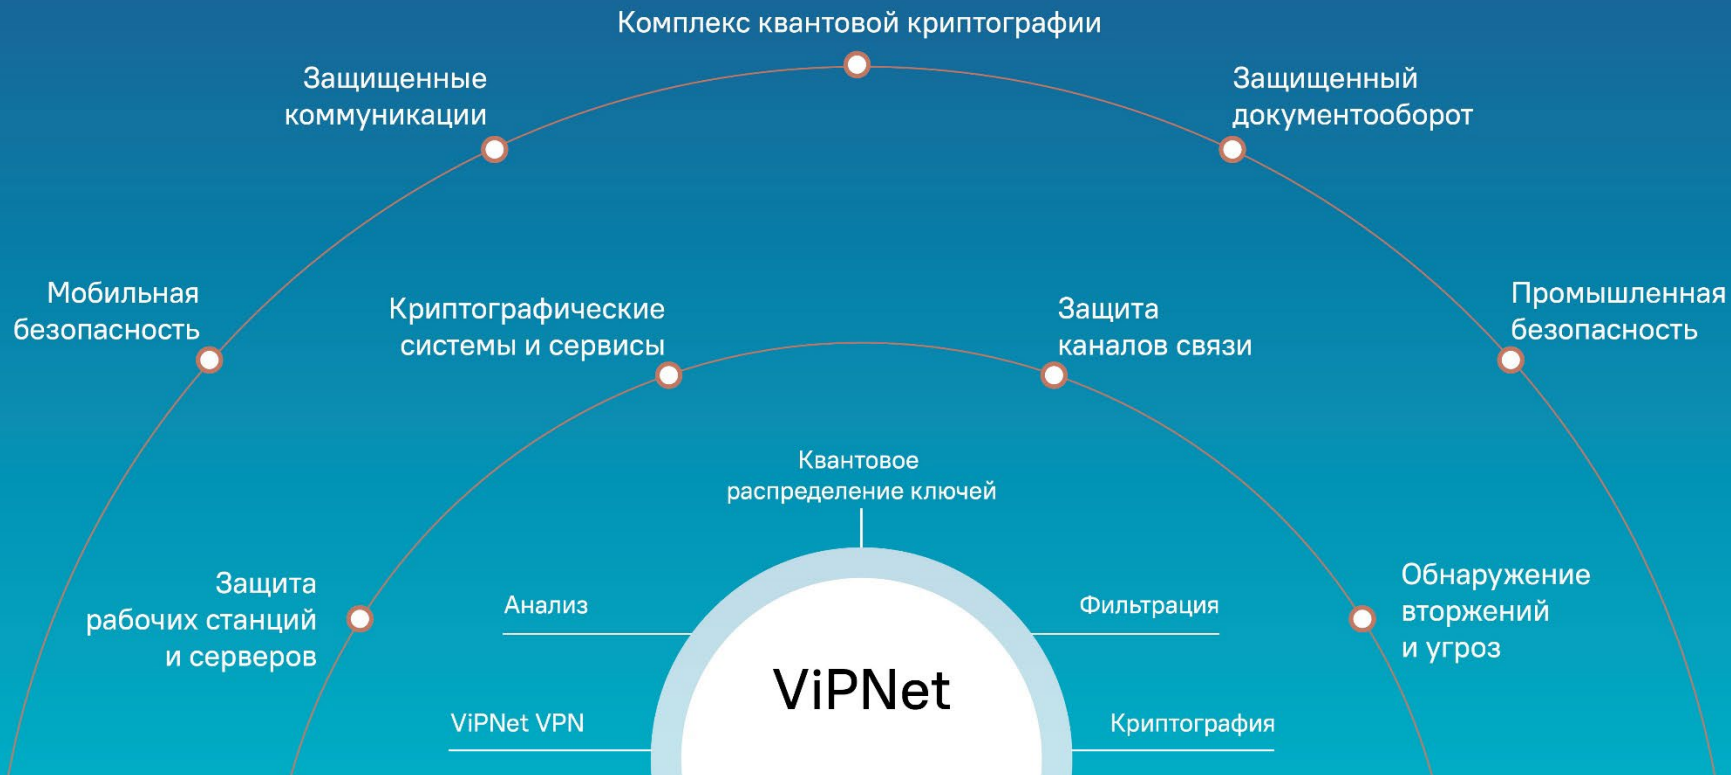 Комплекс квантовой криптографии
Защищенные
коммуникации
Защищенный
документооборот
Мобильная
безопасность
Криптографические
системы и сервисы
Защита
каналов связи
Промышленная
безопасность
Квантовое
распределение ключей
Защита
рабочих станций
и серверов
Анализ
Фильтрация
Обнаружение
вторжений
и угроз
ViPNet
ViPNet VPN
Криптография